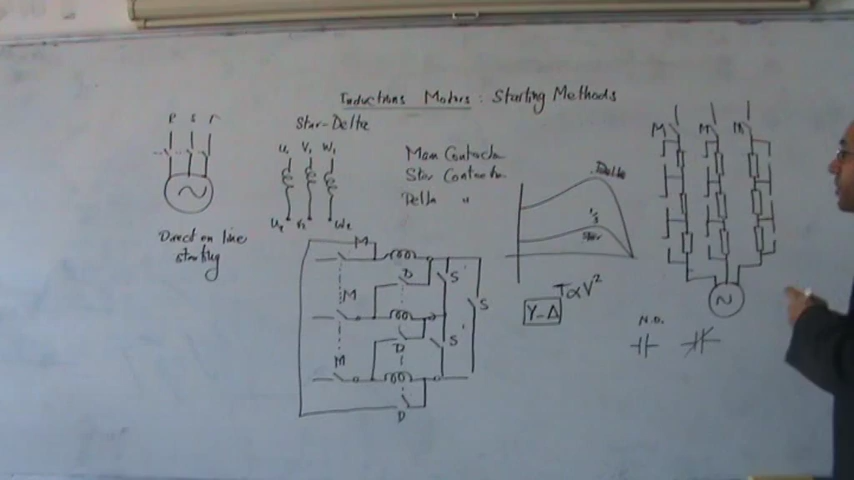 Inductions Motors : Starting Methods
Star-Delta
U₁ V₁ W₁
U₂ V₂ W₂
Direct on line
starting
Main Contactor
Star Contactor
Delta "
Delta
1/3
Star
T α V²
Y-Δ
M
D
S
M
S
D
S
M
D
M M M
N.O.